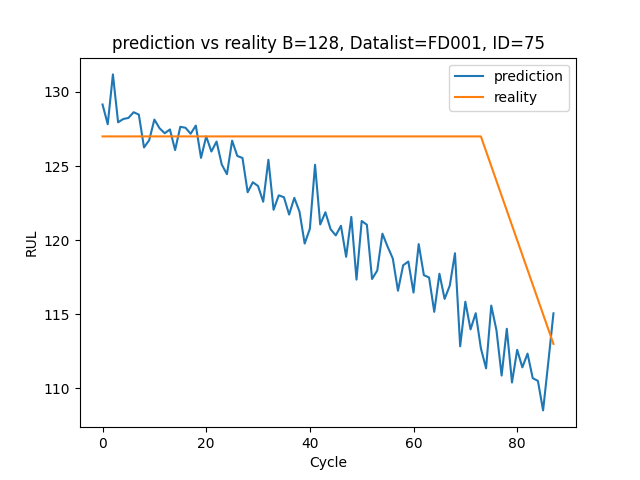 prediction vs reality B=128, Datalist=FD001, ID=75
prediction
reality
RUL
130
125
120
115
110
0 20 40 60 80
Cycle